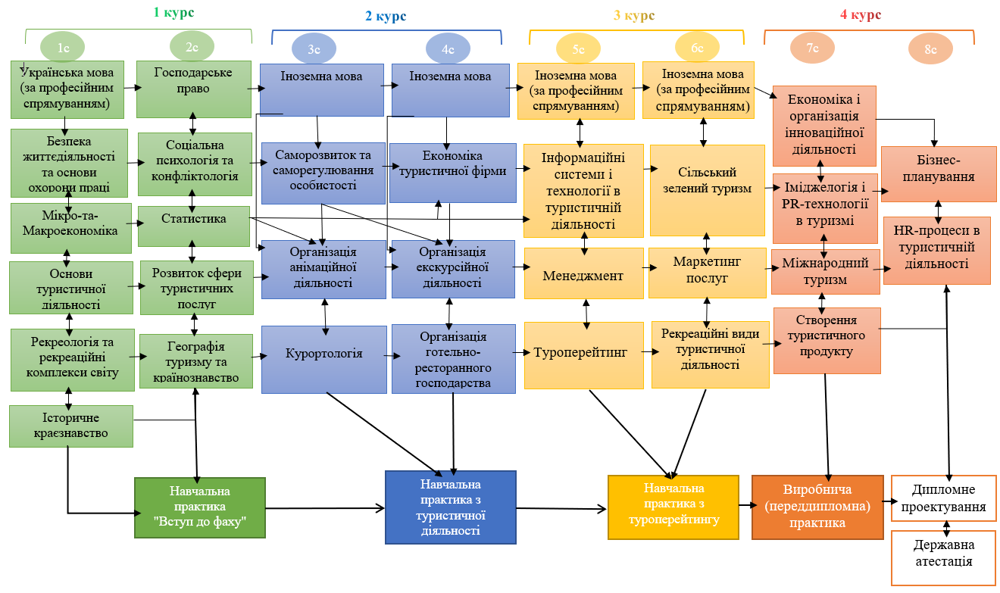 1 курс
2 курс
3 курс
4 курс
1с
2с
3с
4с
5с
6с
7с
8с
Українська мова
(за професійним
спрямуванням)
Безпека
життєдіяльності
та основи
охорони праці
Мікро-та-
Макроекономіка
Основи
туристичної
діяльності
Рекреологія та
рекреаційні
комплекси світу
Історичне
краєзнавство
Господарське
право
Соціальна
психологія та
конфліктологія
Статистика
Розвиток сфери
туристичних
послуг
Географія
туризму та
країнознавство
Навчальна
практика
"Вступ до фаху"
Іноземна мова
Саморозвиток та
саморегулювання
особистості
Організація
анімаційної
діяльності
Курортологія
Іноземна мова
Економіка
туристичної фірми
Організація
екскурсійної
діяльності
Організація
готельно-
ресторанного
господарства
Навчальна
практика з
туристичної
діяльності
Іноземна мова
(за професійним
спрямуванням)
Інформаційні
системи і
технології в
туристичній
діяльності
Менеджмент
Туроперейтинг
Іноземна мова
(за професійним
спрямуванням)
Сільський
зелений туризм
Маркетинг
послуг
Рекреаційні види
туристичної
діяльності
Навчальна
практика з
туроперейтингу
Економіка і
організація
інноваційної
діяльності
Іміджелогія і
PR-технології
в туризмі
Міжнародний
туризм
Створення
туристичного
продукту
Виробнича
(переддипломна)
практика
Бізнес-
планування
HR-процеси в
туристичній
діяльності
Дипломне
проектування
Державна
атестація